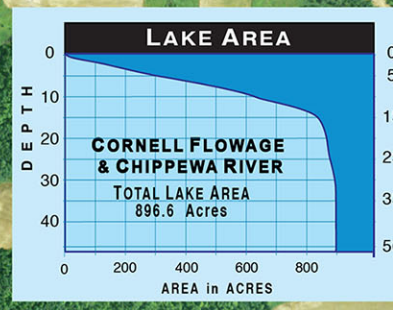 LAKE AREA
0
10
20
30
40
DEPTH
CORNELL FLOWAGE
& CHIPPEWA RIVER
TOTAL LAKE AREA
896.6 Acres
0 200 400 600 800
AREA in ACRES